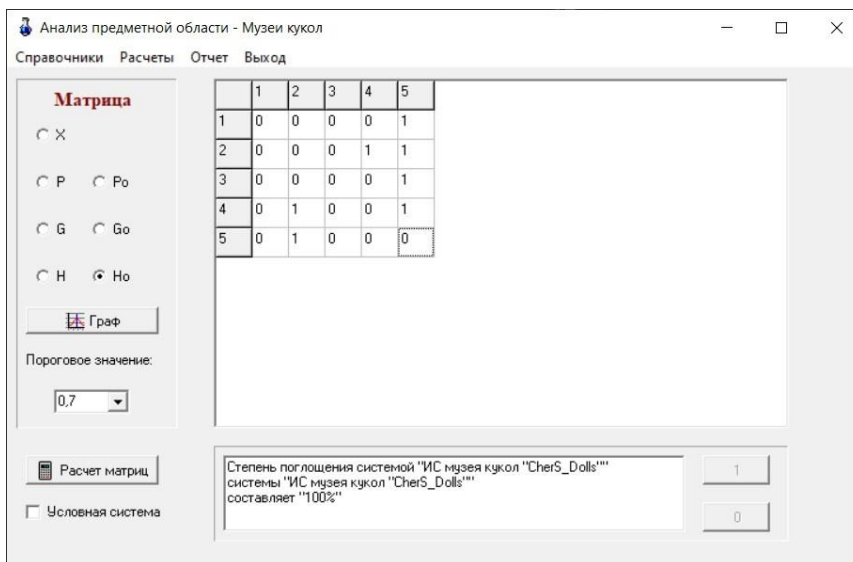 Анализ предметной области - Музеи кукол
Справочники Расчеты Отчет Выход
Матрица
X
P Po
G Go
H Ho
Граф
Пороговое значение:
0,7
Расчет матриц
Условная система
1 2 3 4 5
1 0 0 0 0 1
2 0 0 0 1 1
3 0 0 0 0 1
4 0 1 0 0 1
5 0 1 0 0 0
Степень поглощения системой "ИС музея кукол "CherS_Dolls""
системы "ИС музея кукол "CherS_Dolls""
составляет "100%"
1
0